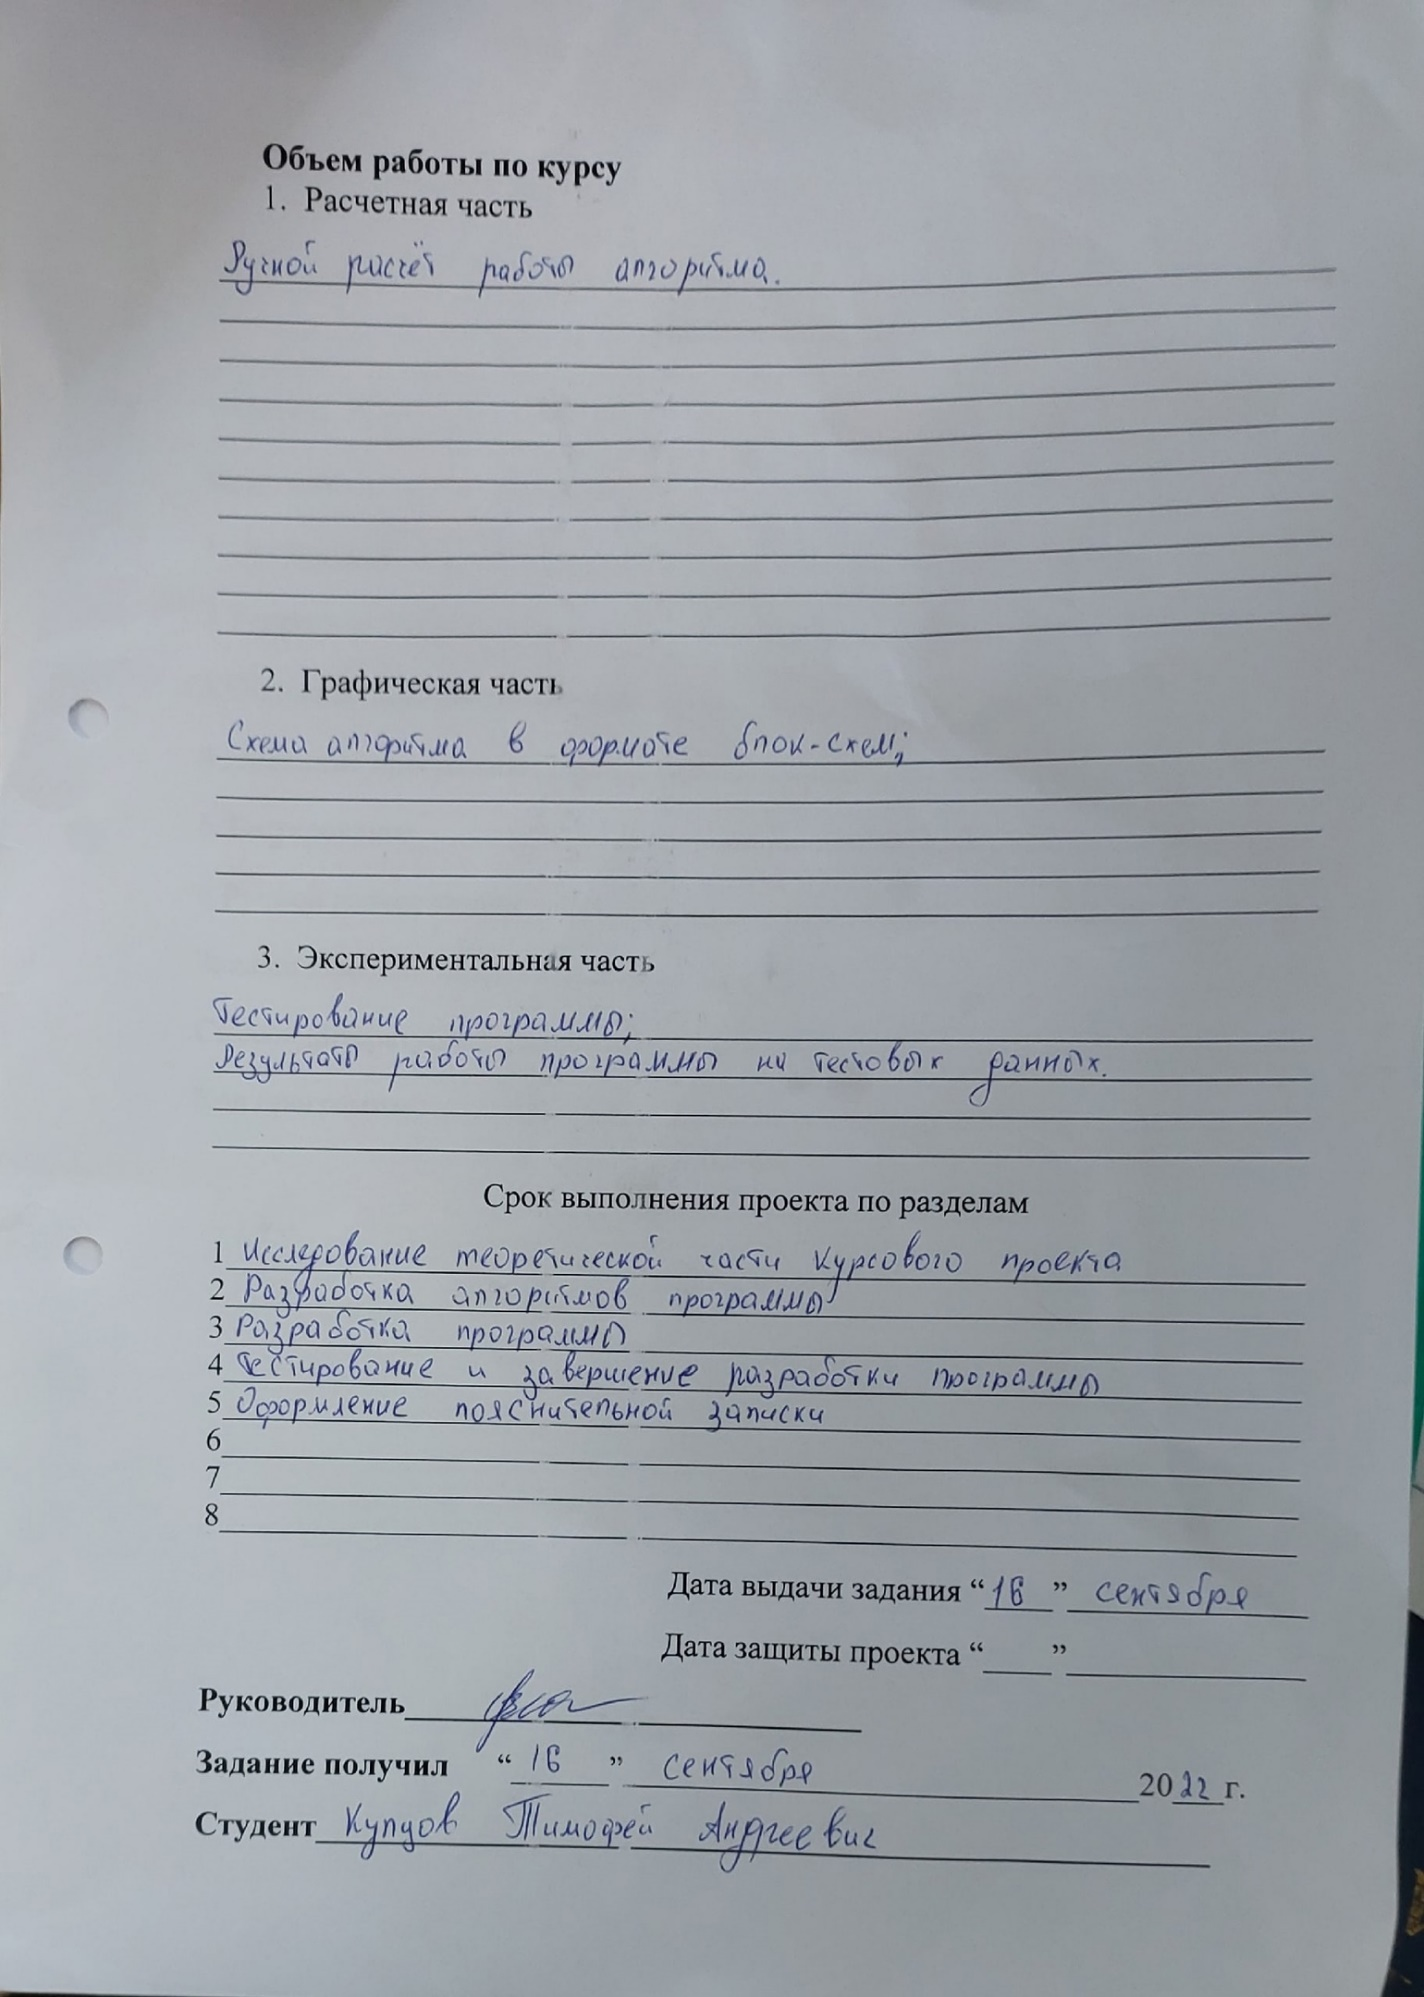 Объем работы по курсу
1. Расчетная часть
Ручной расчёт работы алгоритма.
2. Графическая часть
Схема алгоритма в формате блок-схем;
3. Экспериментальная часть
Тестирование программы;
Результаты работы программы на тестовых данных.
Срок выполнения проекта по разделам
1 Исследование теоретической части курсового проекта
2 Разработка алгоритмов программы
3 Разработка программы
4 Тестирование и завершение разработки программы
5 Оформление пояснительной записки
6
7
8
Дата выдачи задания “16” сентября
Дата защиты проекта “____”
Руководитель
Задание получил “16” сентября 2022 г.
Студент Купцов Тимофей Андреевич